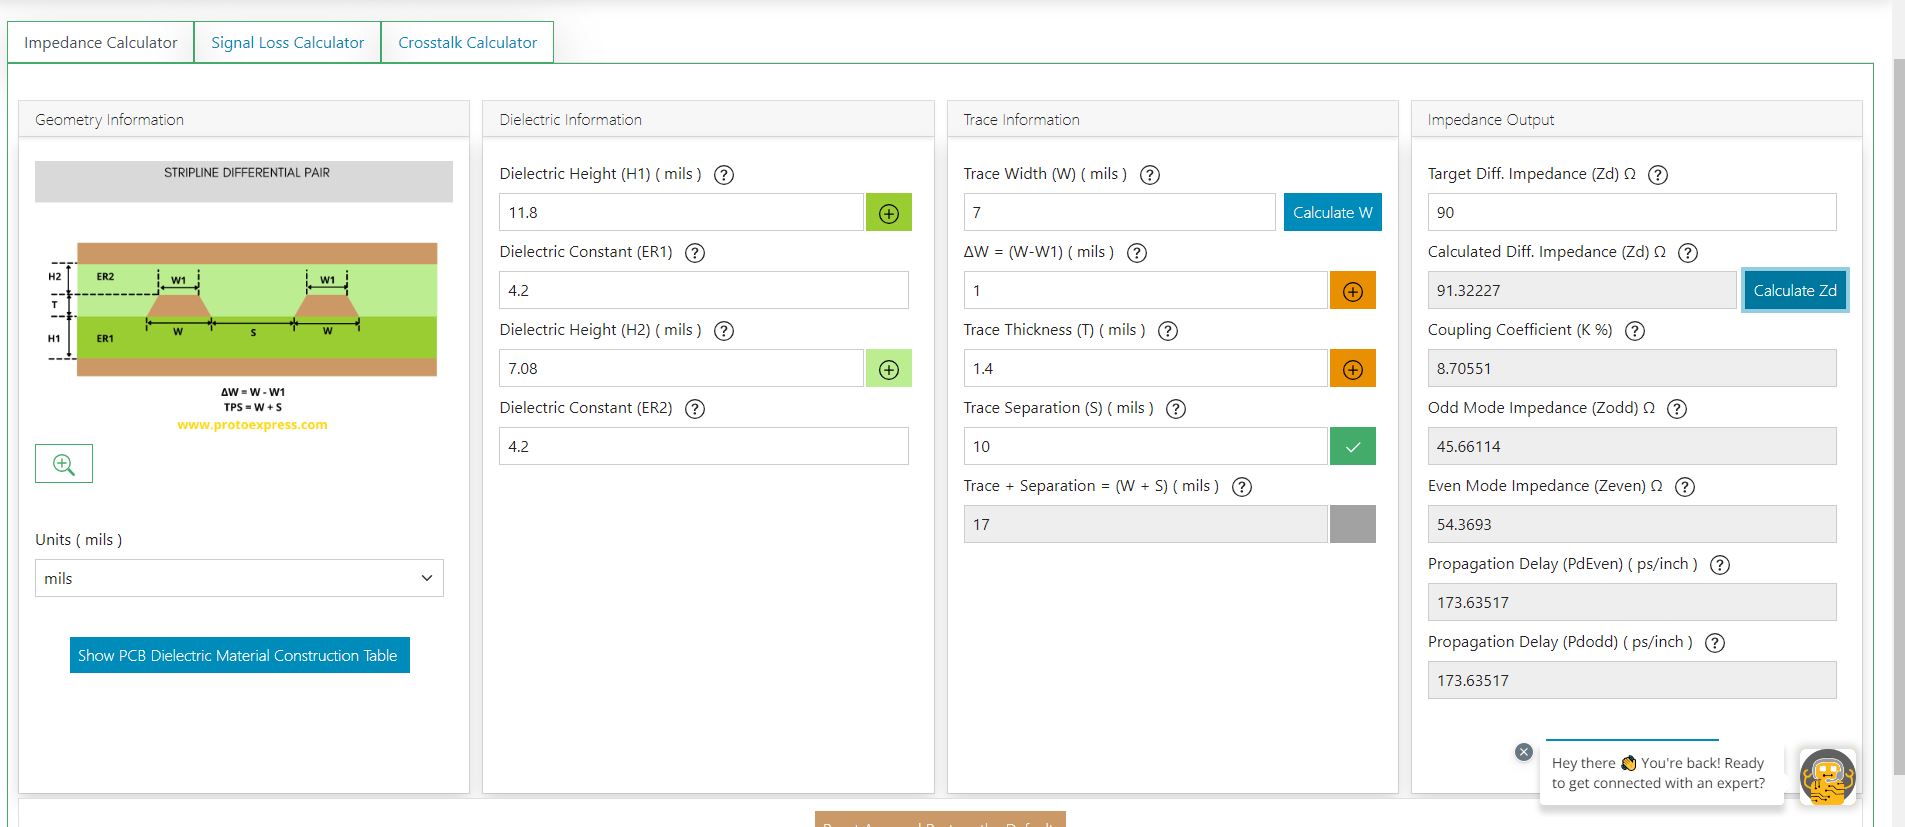 Impedance Calculator
Signal Loss Calculator
Crosstalk Calculator
Geometry Information
STRIPLINE DIFFERENTIAL PAIR
H2
ER2
W1
W1
T
W
S
W
H1
ER1
ΔW = W - W1
TPS = W + S
www.protoexpress.com
Units ( mils )
mils
Show PCB Dielectric Material Construction Table
Dielectric Information
Dielectric Height (H1) ( mils )
11.8
Dielectric Constant (ER1)
4.2
Dielectric Height (H2) ( mils )
7.08
Dielectric Constant (ER2)
4.2
Trace Information
Trace Width (W) ( mils )
7
Calculate W
ΔW = (W-W1) ( mils )
1
Trace Thickness (T) ( mils )
1.4
Trace Separation (S) ( mils )
10
Trace + Separation = (W + S) ( mils )
17
Impedance Output
Target Diff. Impedance (Zd) Ω
90
Calculated Diff. Impedance (Zd) Ω
91.32227
Calculate Zd
Coupling Coefficient (K %)
8.70551
Odd Mode Impedance (Zodd) Ω
45.66114
Even Mode Impedance (Zeven) Ω
54.3693
Propagation Delay (PdEven) ( ps/inch )
173.63517
Propagation Delay (Pdodd) ( ps/inch )
173.63517
Hey there 👋 You're back! Ready
to get connected with an expert?